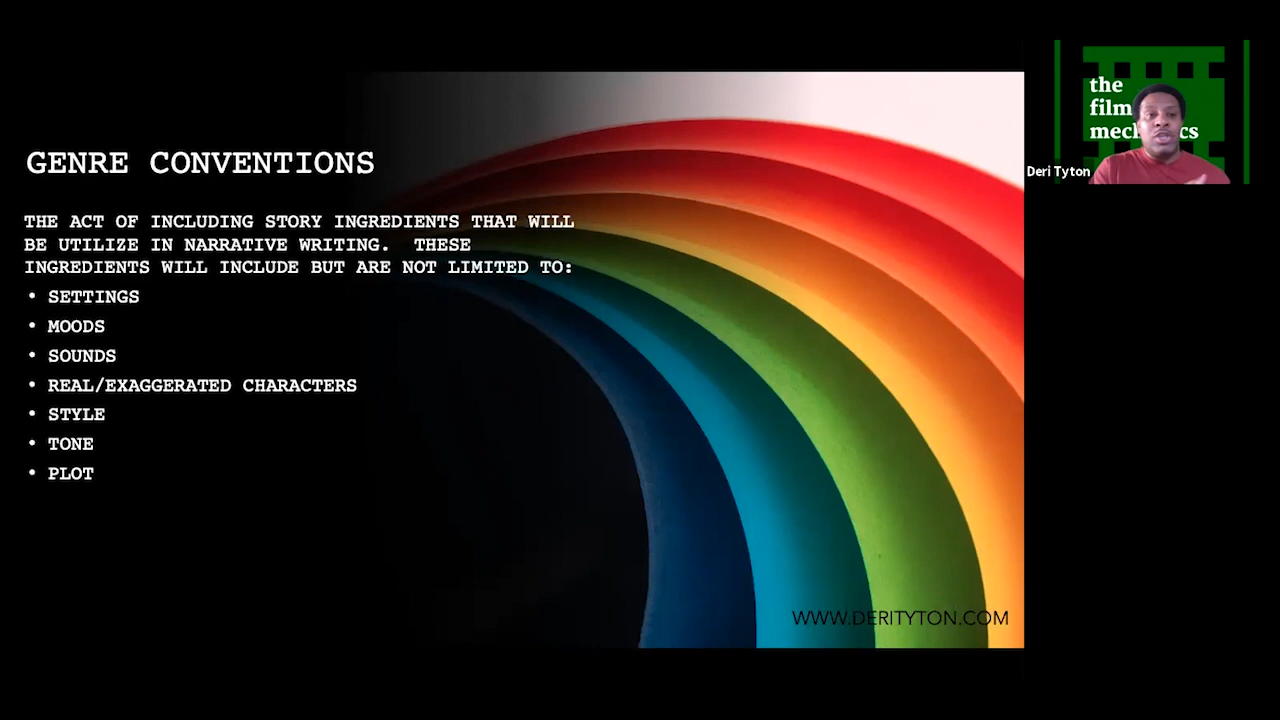 GENRE CONVENTIONS
THE ACT OF INCLUDING STORY INGREDIENTS THAT WILL
BE UTILIZE IN NARRATIVE WRITING. THESE
INGREDIENTS WILL INCLUDE BUT ARE NOT LIMITED TO:
• SETTINGS
• MOODS
• SOUNDS
• REAL/EXAGGERATED CHARACTERS
• STYLE
• TONE
• PLOT
WWW.DERITYTON.COM
the
film
Deri Tyton